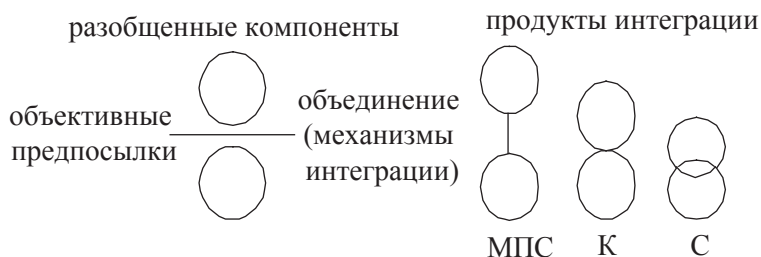 разобщенные компоненты
продукты интеграции
объективные
предпосылки
объединение
(механизмы
интеграции)
МПС
К
С